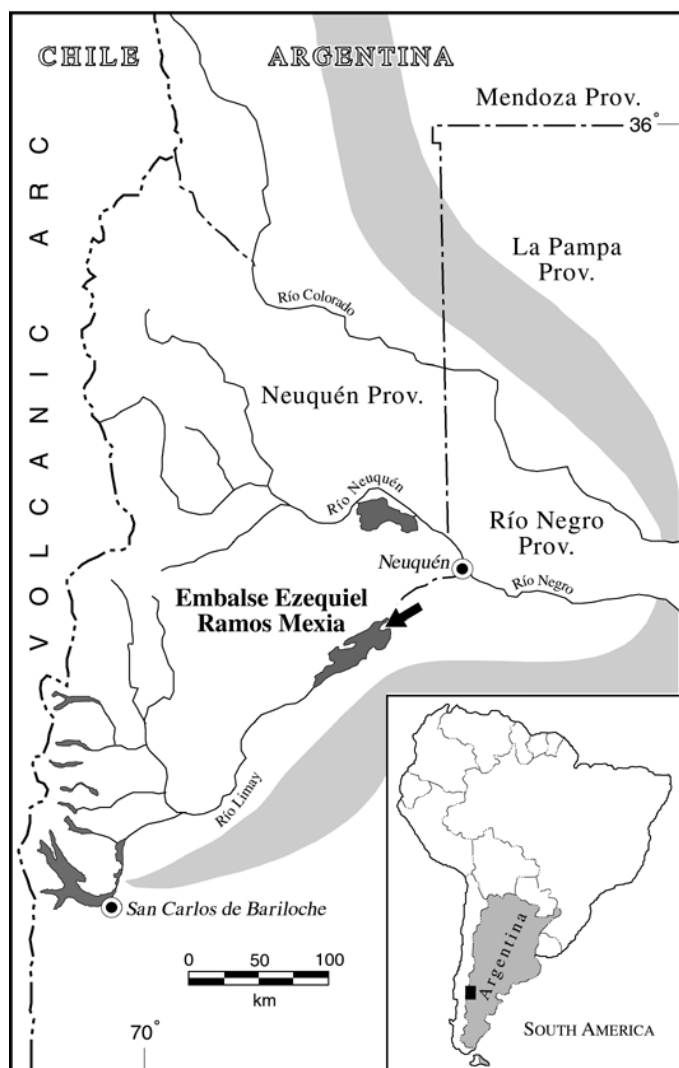 CHILE
ARGENTINA
Mendoza Prov.
36°
VOLCANIC ARC
La Pampa
Prov.
Río Colorado
Neuquén Prov.
Río Neuquén
Río Negro
Prov.
Neuquén
Río Negro
Embalse Ezequiel
Ramos Mexia
Río Limay
San Carlos de Bariloche
0 50 100
km
70°
Argentina
SOUTH AMERICA